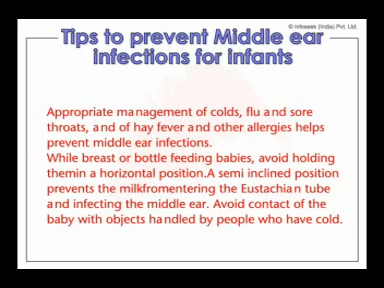 © Infoseek (India) Pvt. Ltd.
Tips to prevent Middle ear
infections for infants
Appropriate management of colds, flu and sore
throats, and of hay fever and other allergies helps
prevent middle ear infections.
While breast or bottle feeding babies, avoid holding
themin a horizontal position.A semi inclined position
prevents the milkfromentering the Eustachian tube
and infecting the middle ear. Avoid contact of the
baby with objects handled by people who have cold.